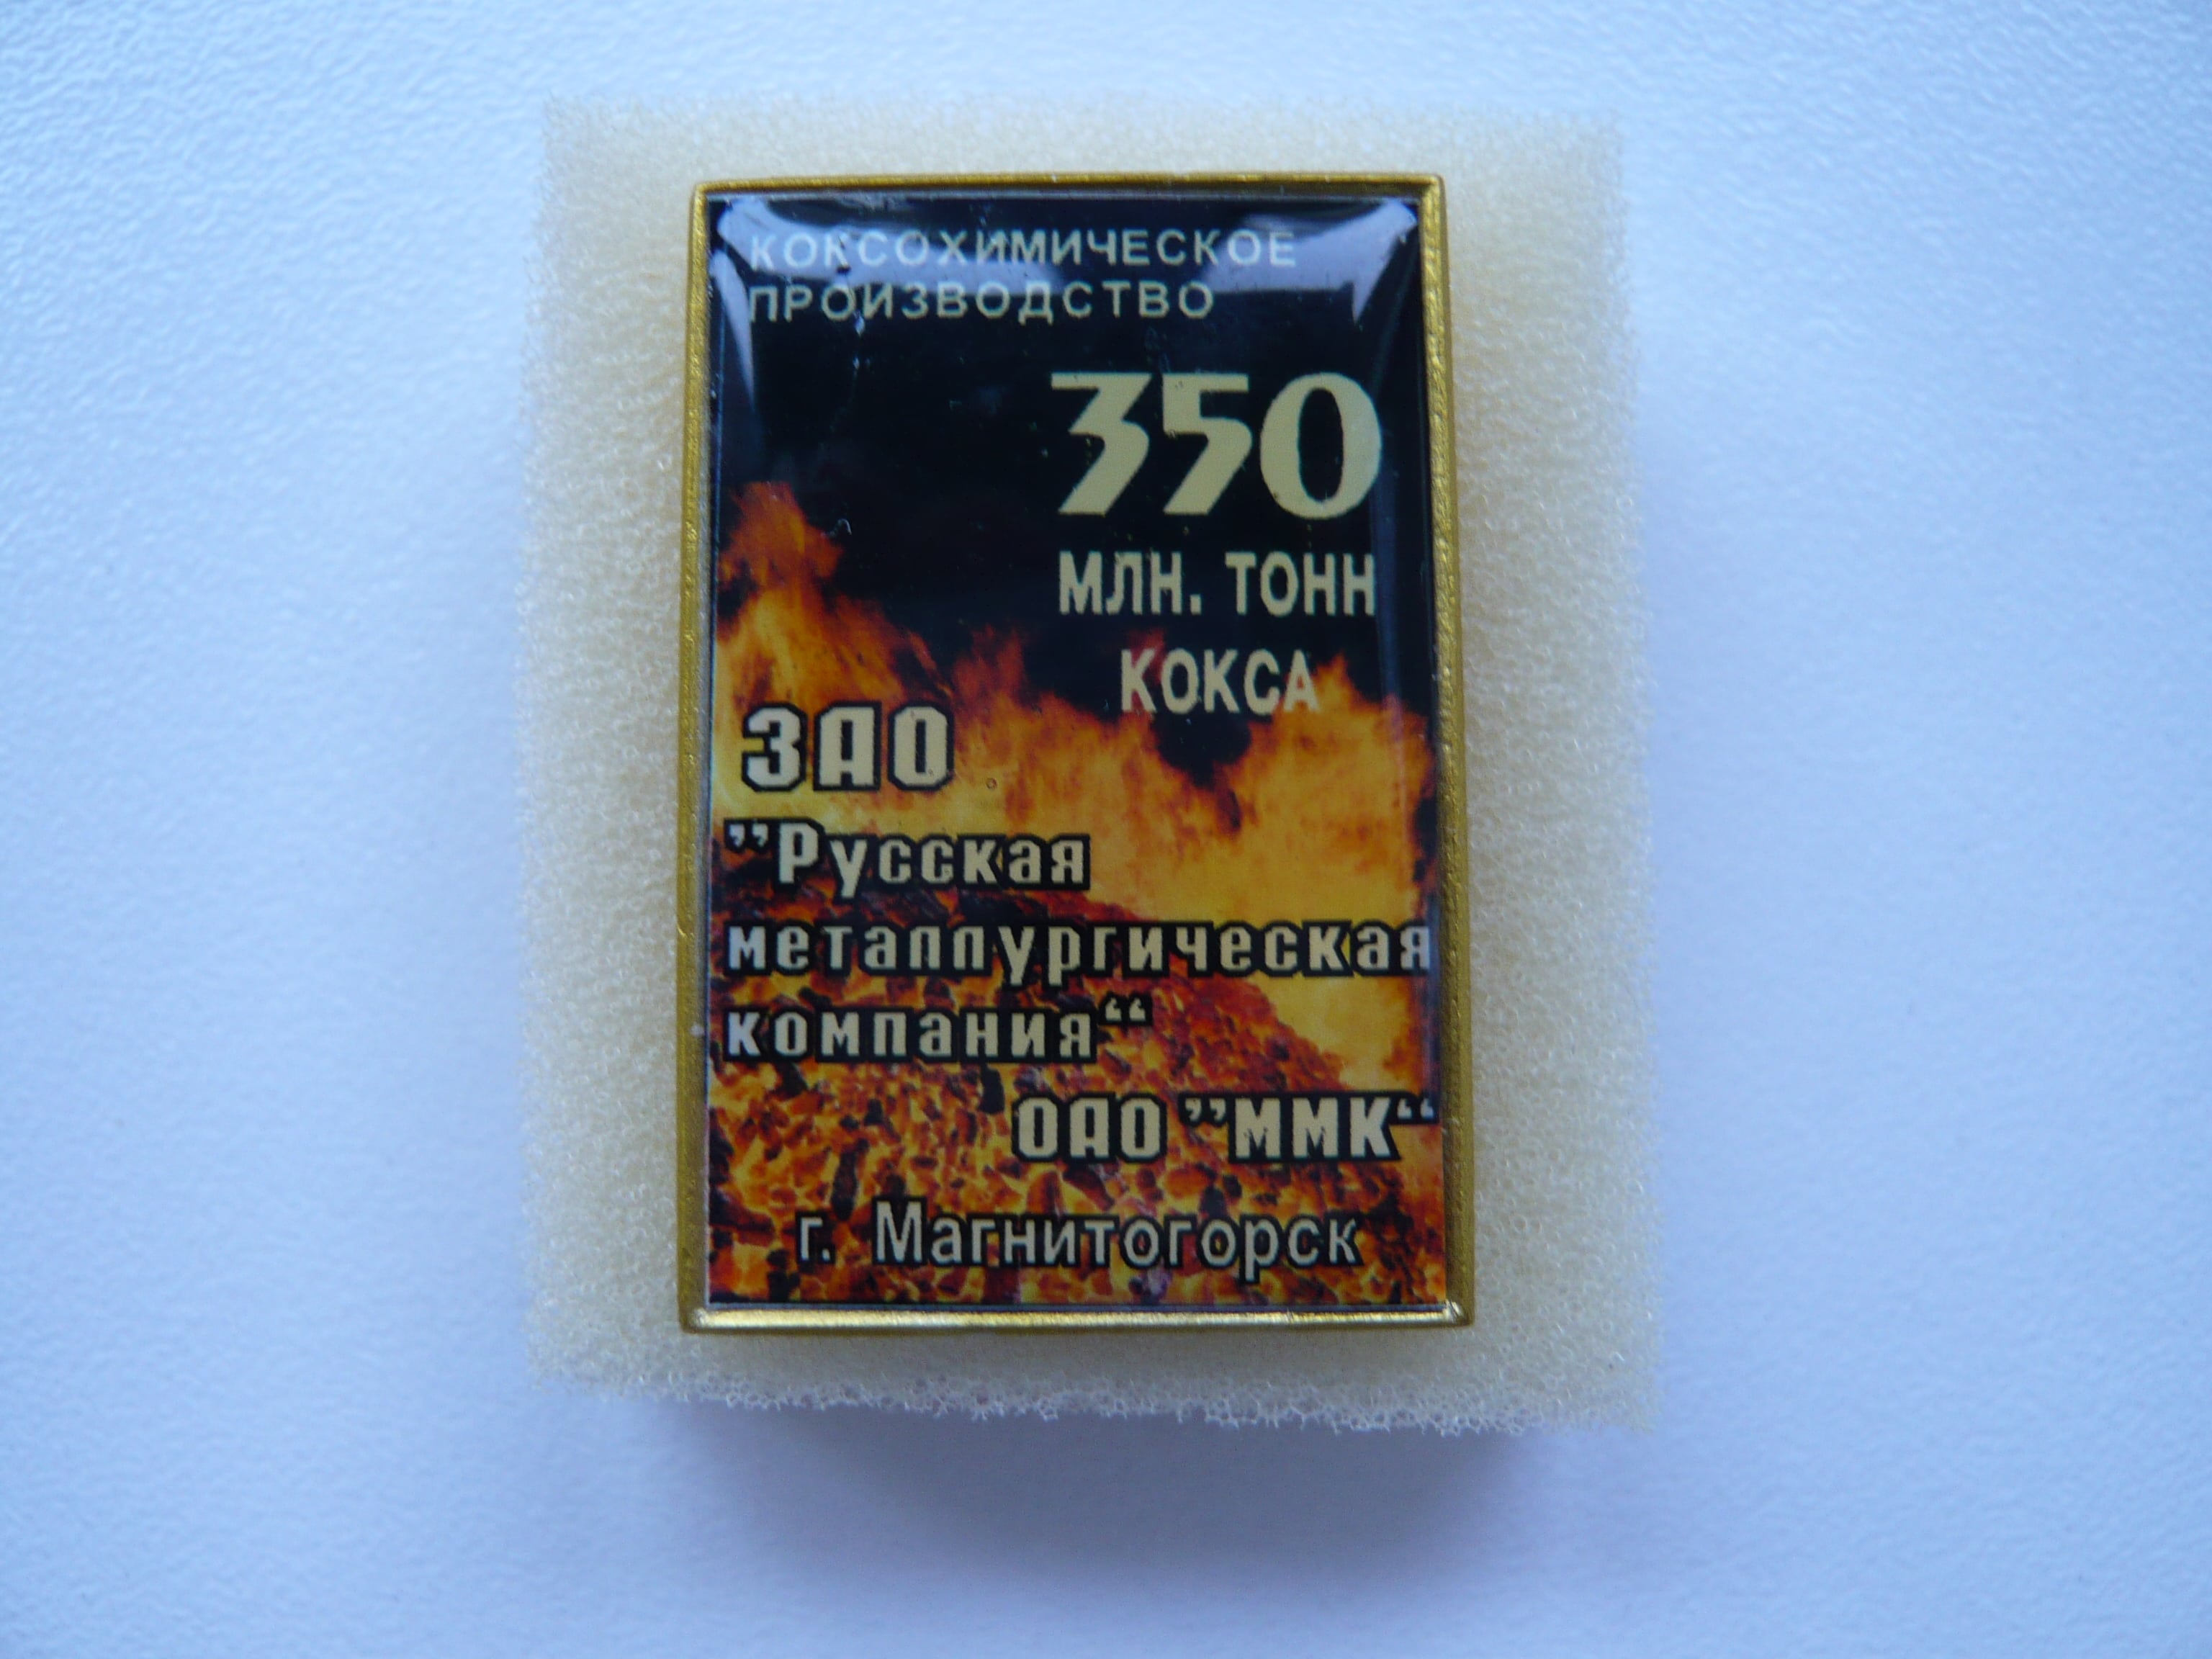 КОКСОХИМИЧЕСКОЕ
ПРОИЗВОДСТВО
350
МЛН. ТОНН
КОКСА
ЗАО
”Русская
металлургическая
компания“
ОАО ”ММК“
г. Магнитогорск